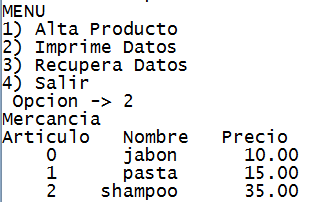 MENU
1) Alta Producto
2) Imprime Datos
3) Recupera Datos
4) Salir
Opcion -> 2
Mercancia
Articulo Nombre Precio
0 jabon 10.00
1 pasta 15.00
2 shampoo 35.00